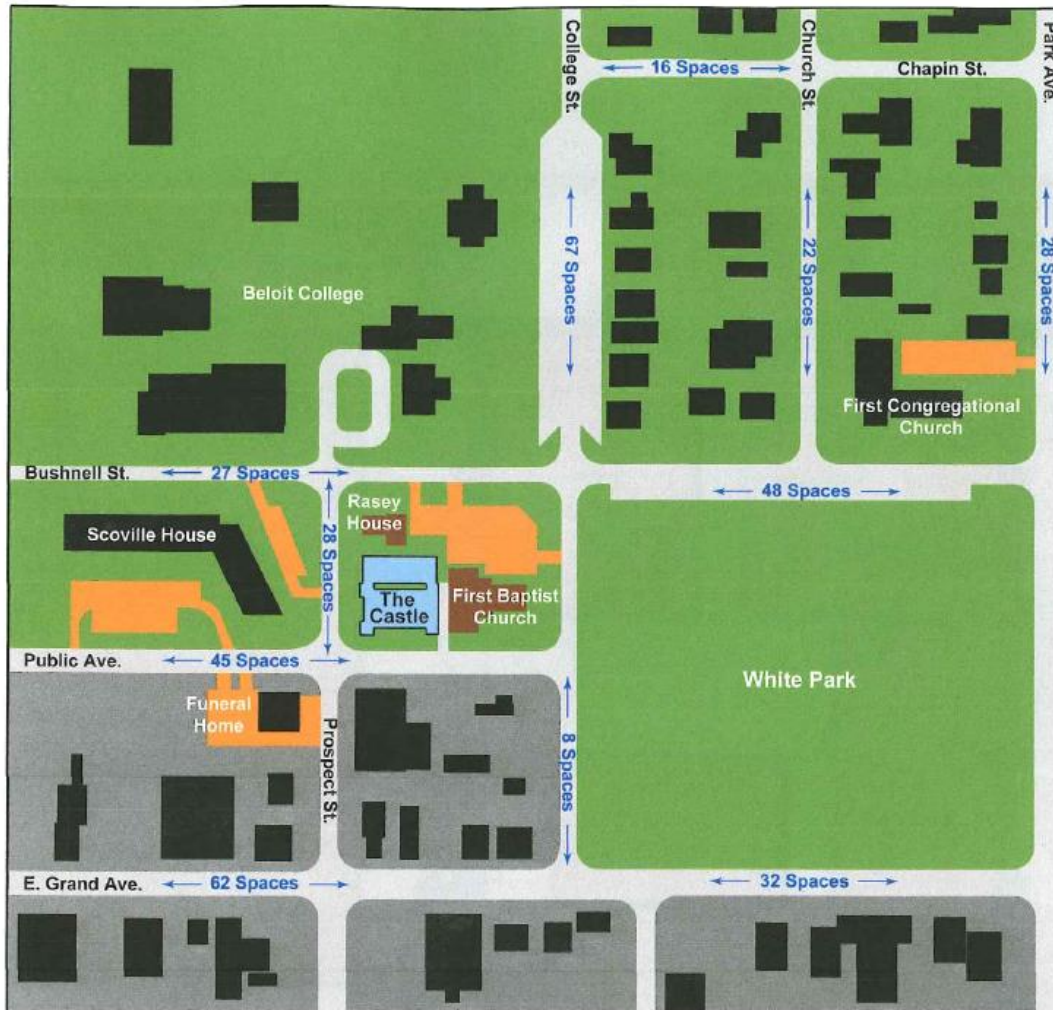 College St.
16 Spaces
Church St.
Chapin St.
Park Ave.
67 Spaces
22 Spaces
28 Spaces
Beloit College
First Congregational
Church
Bushnell St.
27 Spaces
48 Spaces
Scoville House
28 Spaces
Rasey
House
The
Castle
First Baptist
Church
Public Ave.
45 Spaces
White Park
Funeral
Home
Prospect St.
8 Spaces
E. Grand Ave.
62 Spaces
32 Spaces